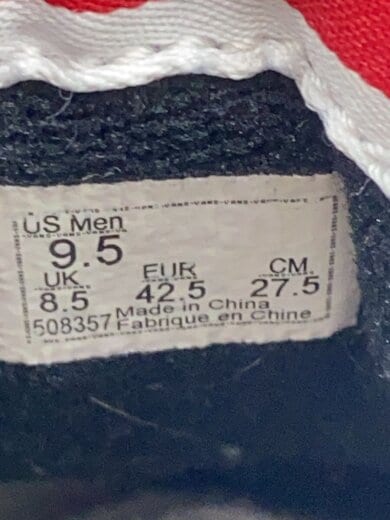 US Men
9.5
UK EUR CM
8.5 42.5 27.5
Made in China
508357 Fabrique en Chine